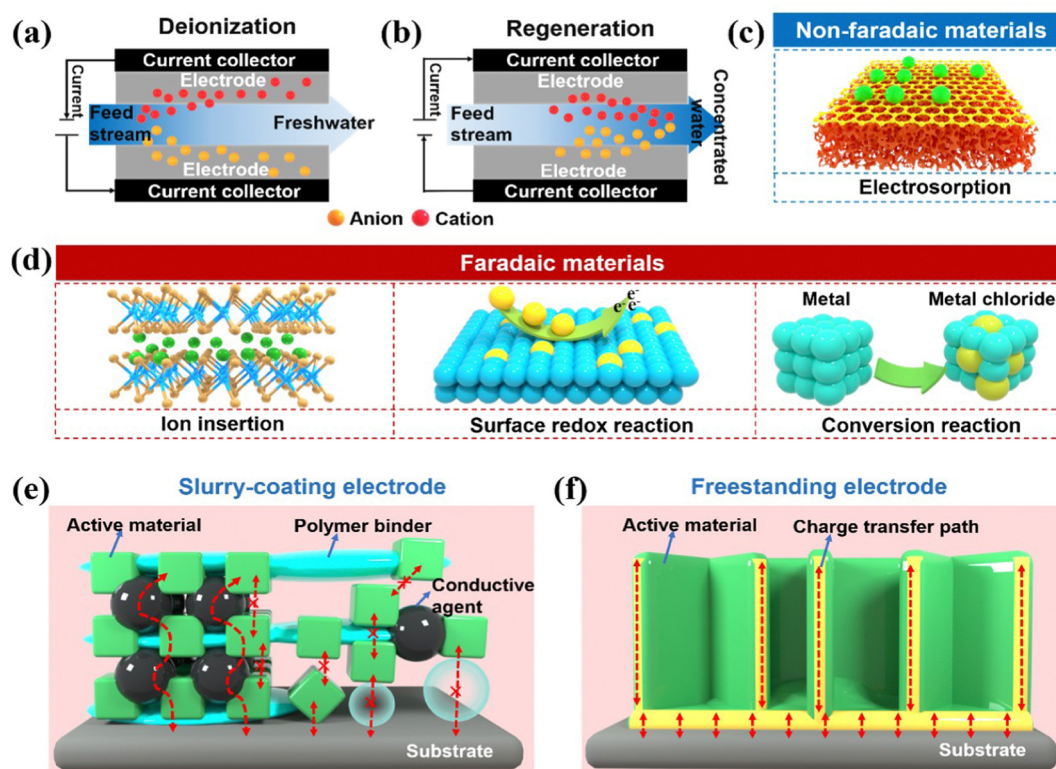 (a)
Deionization
Current collector
Electrode
Current
Feed
stream
Freshwater
Electrode
Current collector
(b)
Regeneration
Current collector
Electrode
Current
Feed
stream
Concentrated
water
Electrode
Current collector
Anion
Cation
(c)
Non-faradaic materials
Electrosorption
(d)
Faradaic materials
Ion insertion
e-
e-e-
Surface redox reaction
Metal
Metal chloride
Conversion reaction
(e)
Slurry-coating electrode
Active material
Polymer binder
Conductive
agent
Substrate
(f)
Freestanding electrode
Active material
Charge transfer path
Substrate